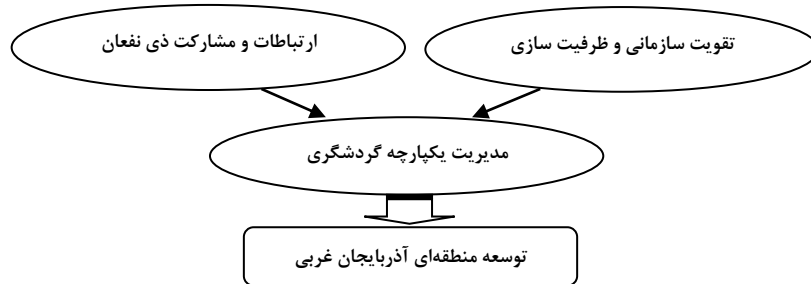 تقویت سازمانی و ظرفیت سازی
ارتباطات و مشارکت ذی نفعان
مدیریت یکپارچه گردشگری
توسعه منطقه‌ای آذربایجان غربی